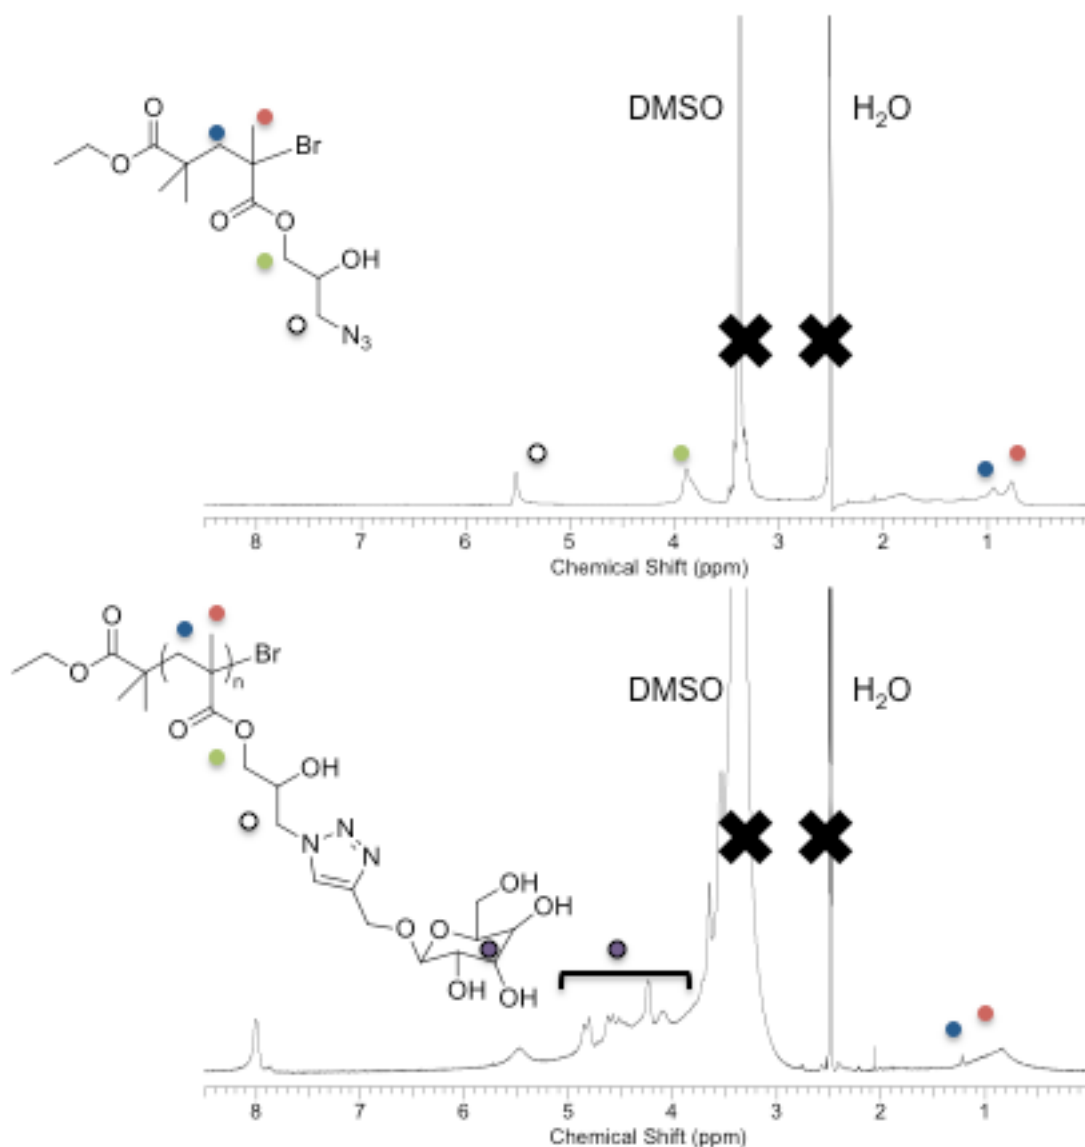 DMSO H₂O
O
O
Br
O
O
OH
N₃
8 7 6 5 4 3 2 1
Chemical Shift (ppm)
DMSO H₂O
O
O
Br
n
O
O
OH
N
N
N
O
O
OH
OH
OH
OH
8 7 6 5 4 3 2 1
Chemical Shift (ppm)